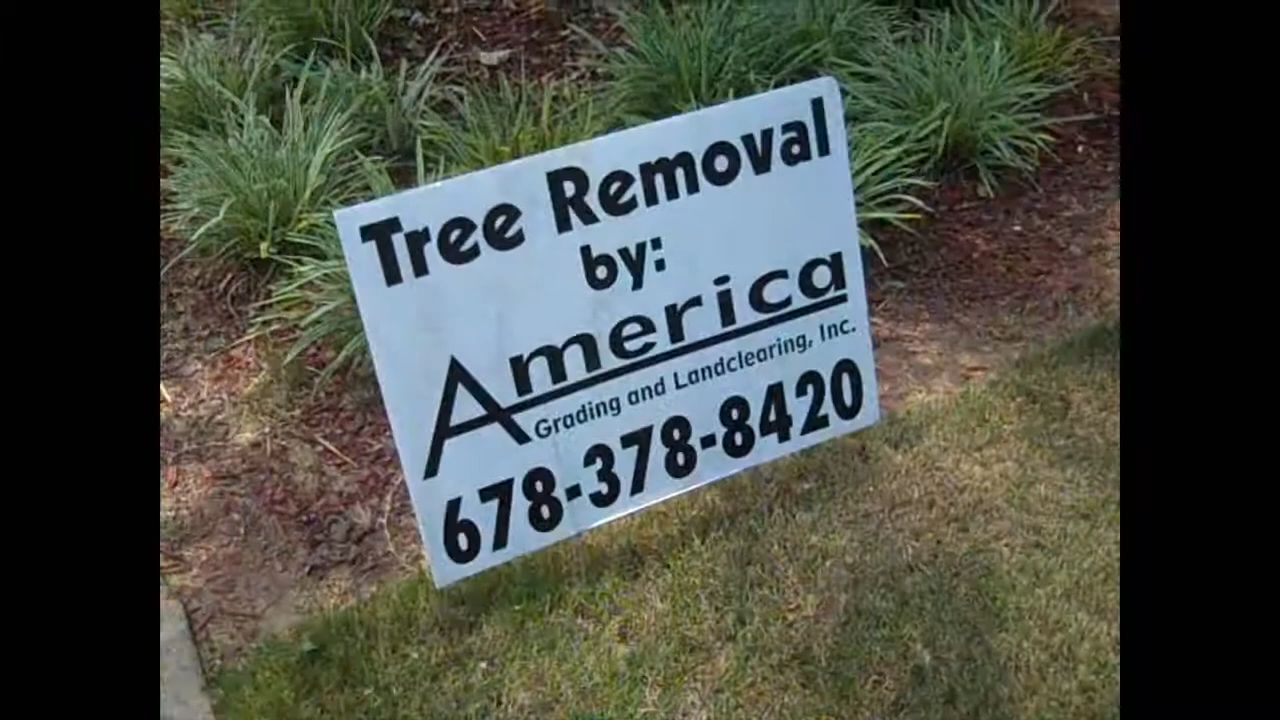 Tree Removal
by:
America
Grading and Landclearing, Inc.
678-378-8420